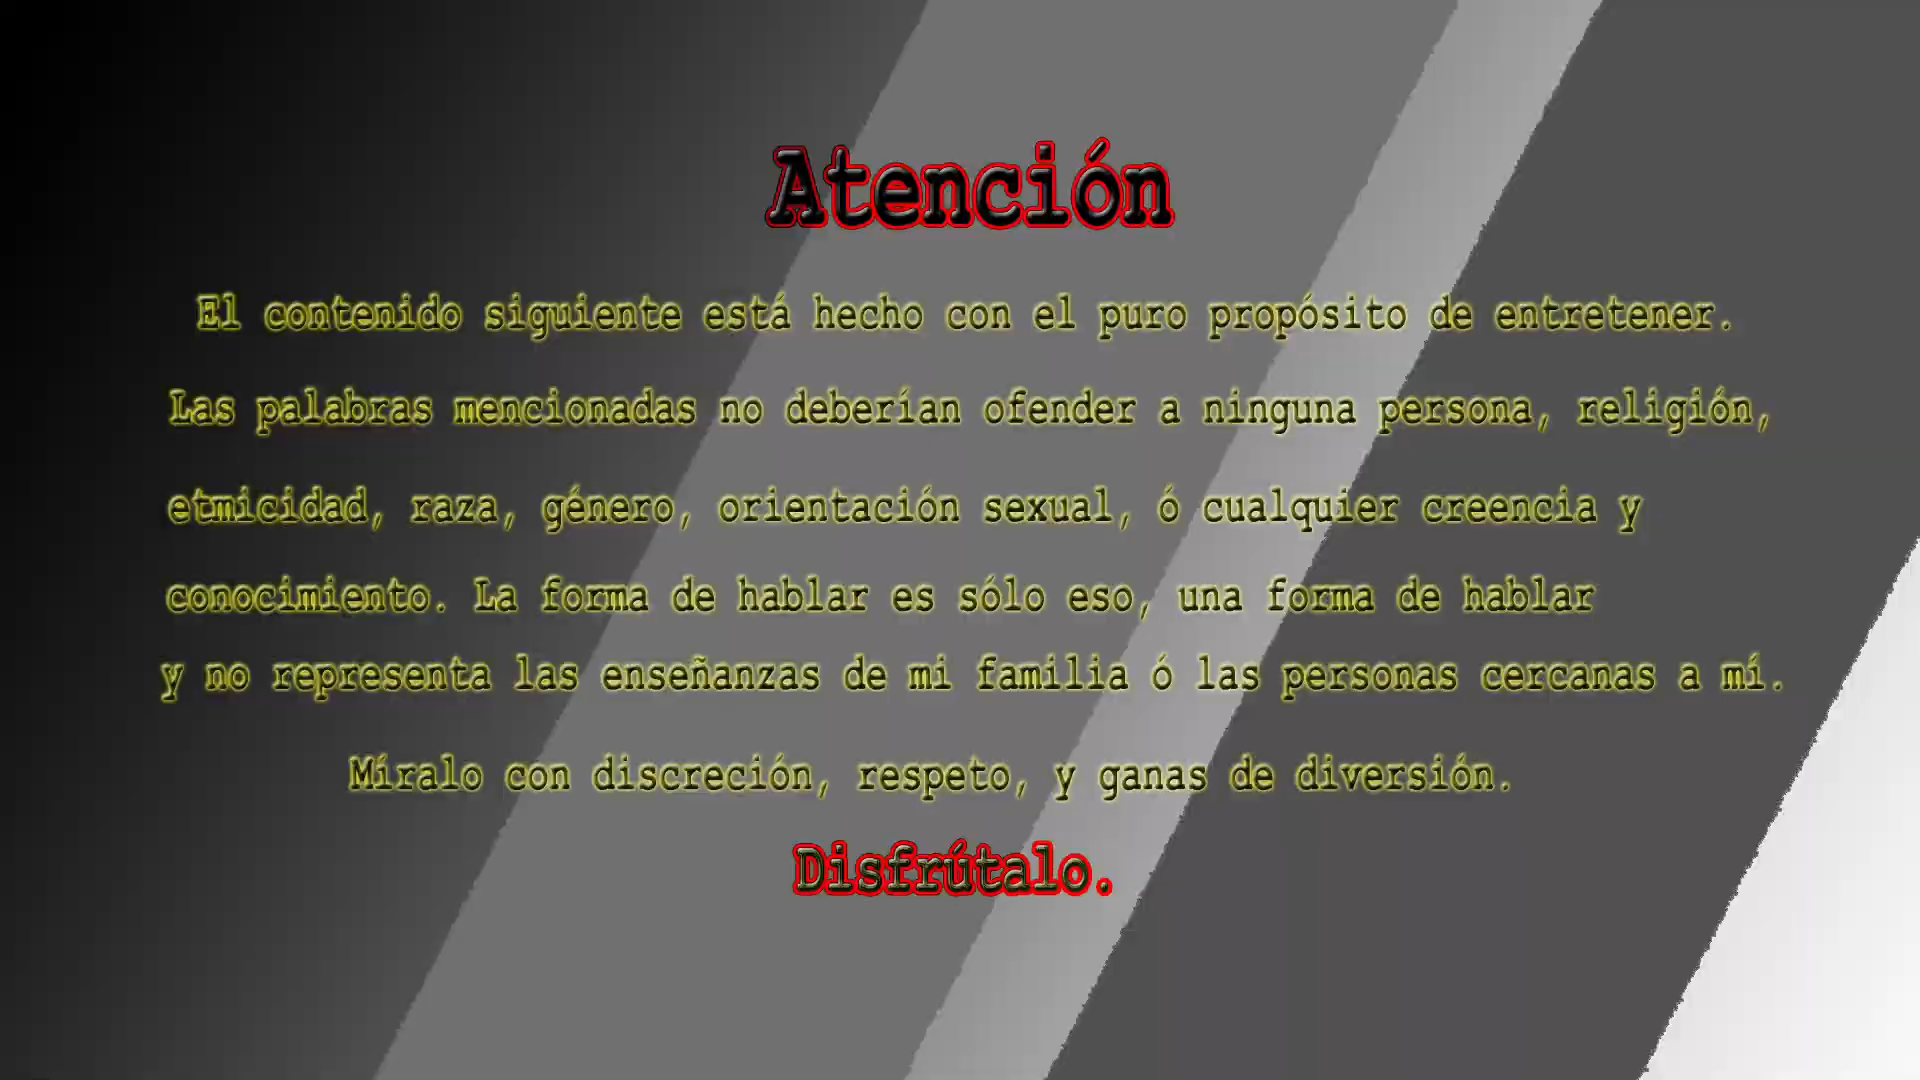 Atención
El contenido siguiente está hecho con el puro propósito de entretener.
Las palabras mencionadas no deberían ofender a ninguna persona, religión,
etmicidad, raza, género, orientación sexual, ó cualquier creencia y
conocimiento. La forma de hablar es sólo eso, una forma de hablar
y no representa las enseñanzas de mi familia ó las personas cercanas a mí.
Míralo con discreción, respeto, y ganas de diversión.
Disfrútalo.